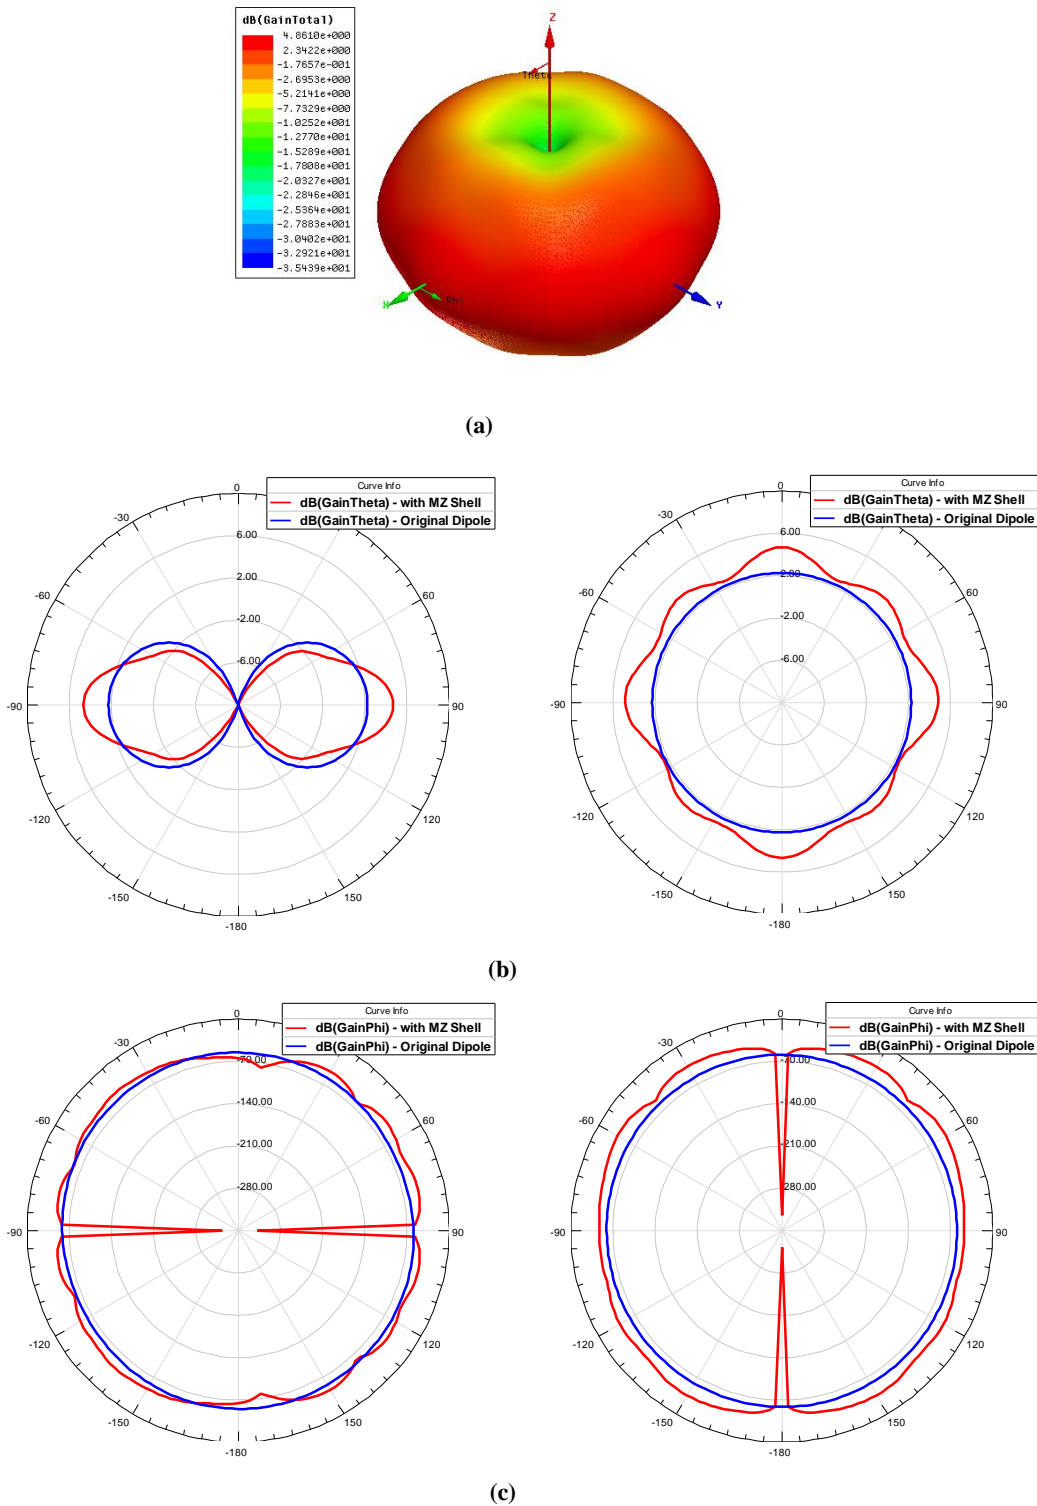 dB(GainTotal)
4.8610e+000
2.3422e+000
-1.7657e-001
-2.6953e+000
-5.2141e+000
-7.7329e+000
-1.0252e+001
-1.2770e+001
-1.5289e+001
-1.7808e+001
-2.0327e+001
-2.2846e+001
-2.5364e+001
-2.7883e+001
-3.0402e+001
-3.2921e+001
-3.5439e+001
Z
Theta
X
Phi
Y
(a)
Curve Info
dB(GainTheta) - with MZ Shell
dB(GainTheta) - Original Dipole
0
-30
6.00
-60
2.00
60
-2.00
-6.00
-90
90
-120
120
-150
150
-180
Curve Info
dB(GainTheta) - with MZ Shell
dB(GainTheta) - Original Dipole
0
-30
6.00
-60
2.00
60
-2.00
-6.00
-90
90
-120
120
-150
150
-180
(b)
Curve Info
dB(GainPhi) - with MZ Shell
dB(GainPhi) - Original Dipole
0
-30
-70.00
-60
-140.00
60
-210.00
-280.00
-90
90
-120
120
-150
150
-180
Curve Info
dB(GainPhi) - with MZ Shell
dB(GainPhi) - Original Dipole
0
-30
-70.00
-60
-140.00
60
-210.00
-280.00
-90
90
-120
120
-150
150
-180
(c)